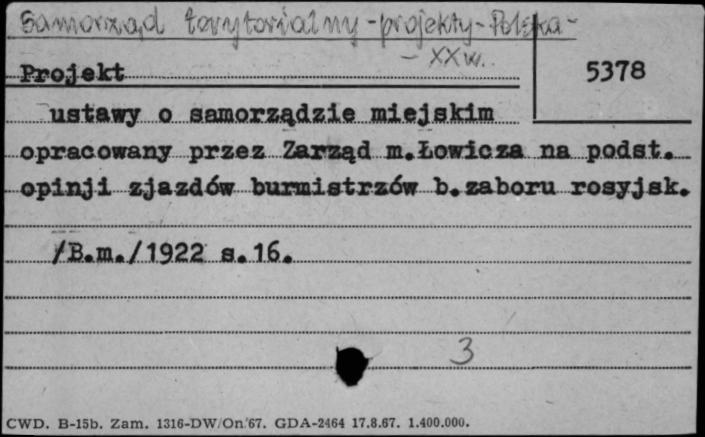 Samorząd terytorialny - projekty - Polska -
- XX w.
Projekt
5378
ustawy o samorządzie miejskim
opracowany przez Zarząd m.Łowicza na podst.
opinji zjazdów burmistrzów b.zaboru rosyjsk.
/B.m./1922 s.16.
3
CWD. B-15b. Zam. 1316-DW/On/67. GDA-2464 17.8.67. 1.400.000.